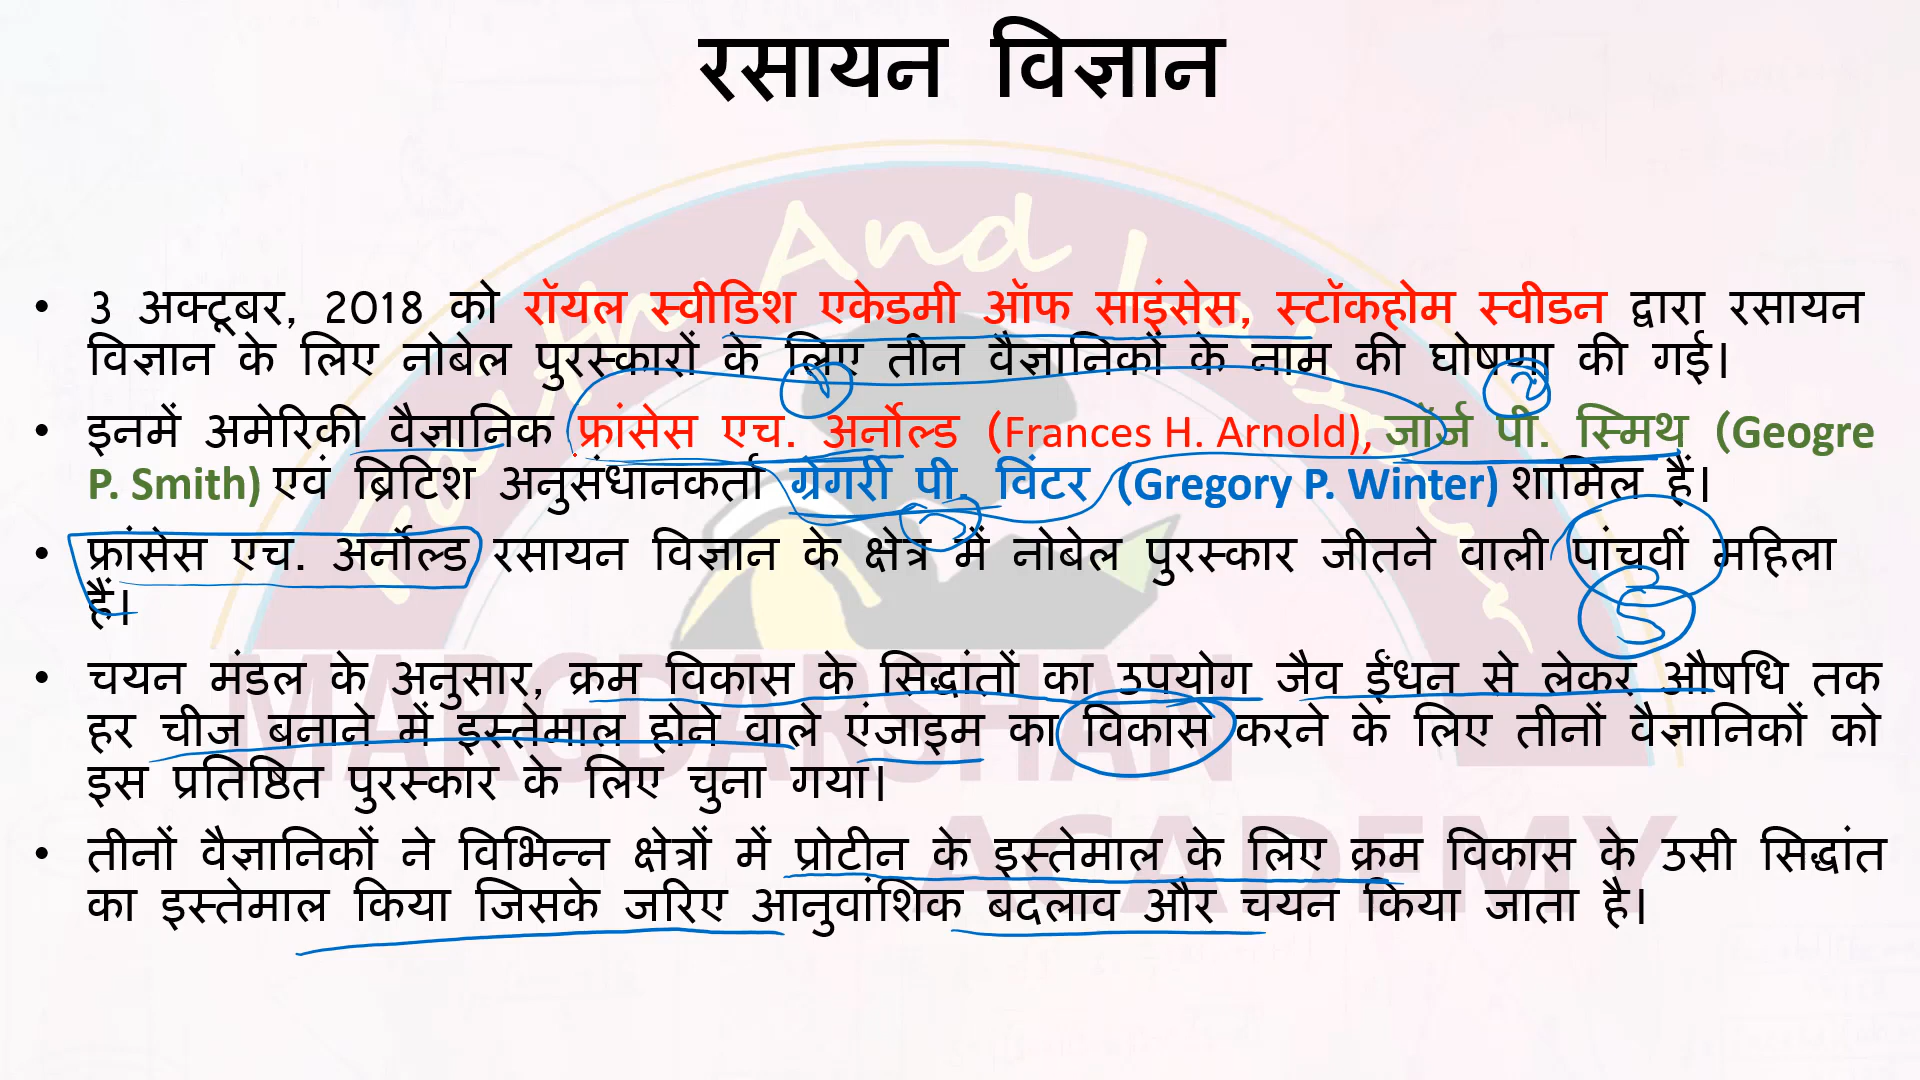 रसायन विज्ञान
• 3 अक्टूबर, 2018 को रॉयल स्वीडिश एकेडमी ऑफ साइंसेस, स्टॉकहोम स्वीडन द्वारा रसायन
विज्ञान के लिए नोबेल पुरस्कारों के लिए तीन वैज्ञानिकों के नाम की घोषणा की गई।
• इनमें अमेरिकी वैज्ञानिक फ्रांसेस एच. अर्नोल्ड (Frances H. Arnold), जॉर्ज पी. स्मिथ (Geogre
P. Smith) एवं ब्रिटिश अनुसंधानकर्ता ग्रेगरी पी. विंटर (Gregory P. Winter) शामिल हैं।
• फ्रांसेस एच. अर्नोल्ड रसायन विज्ञान के क्षेत्र में नोबेल पुरस्कार जीतने वाली पांचवीं महिला
हैं।
• चयन मंडल के अनुसार, क्रम विकास के सिद्धांतों का उपयोग जैव ईंधन से लेकर औषधि तक
हर चीज बनाने में इस्तेमाल होने वाले एंजाइम का विकास करने के लिए तीनों वैज्ञानिकों को
इस प्रतिष्ठित पुरस्कार के लिए चुना गया।
• तीनों वैज्ञानिकों ने विभिन्न क्षेत्रों में प्रोटीन के इस्तेमाल के लिए क्रम विकास के उसी सिद्धांत
का इस्तेमाल किया जिसके जरिए आनुवांशिक बदलाव और चयन किया जाता है।
MARGDARSHAN
ACADEMY